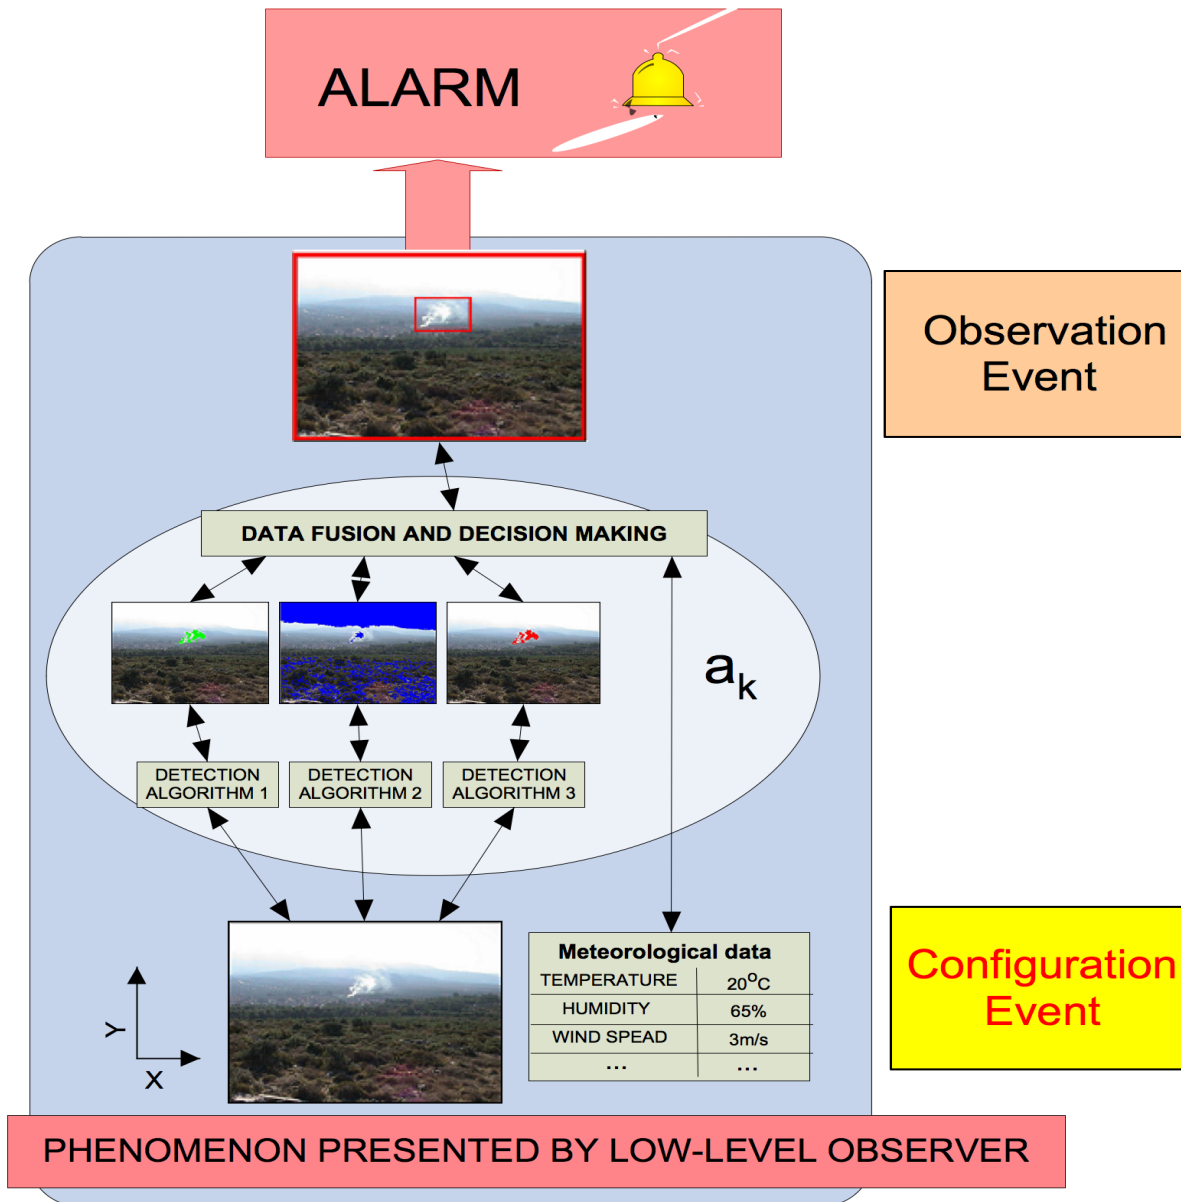 ALARM
Observation
Event
DATA FUSION AND DECISION MAKING
a_k
DETECTION
ALGORITHM 1
DETECTION
ALGORITHM 2
DETECTION
ALGORITHM 3
Meteorological data
TEMPERATURE 20°C
HUMIDITY 65%
WIND SPEAD 3m/s
... ...
Y
X
Configuration
Event
PHENOMENON PRESENTED BY LOW-LEVEL OBSERVER